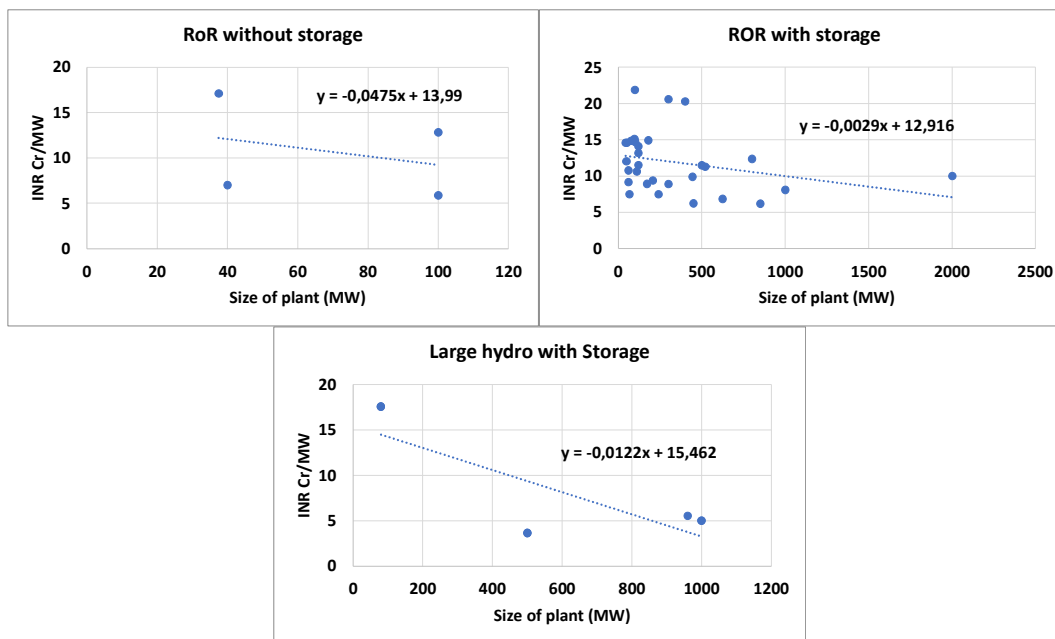 RoR without storage
INR Cr/MW
20
15
10
5
0
y = -0,0475x + 13,99
0 20 40 60 80 100 120
Size of plant (MW)
ROR with storage
INR Cr/MW
25
20
15
10
5
0
y = -0,0029x + 12,916
0 500 1000 1500 2000 2500
Size of plant (MW)
Large hydro with Storage
INR Cr/MW
20
15
10
5
0
y = -0,0122x + 15,462
0 200 400 600 800 1000 1200
Size of plant (MW)